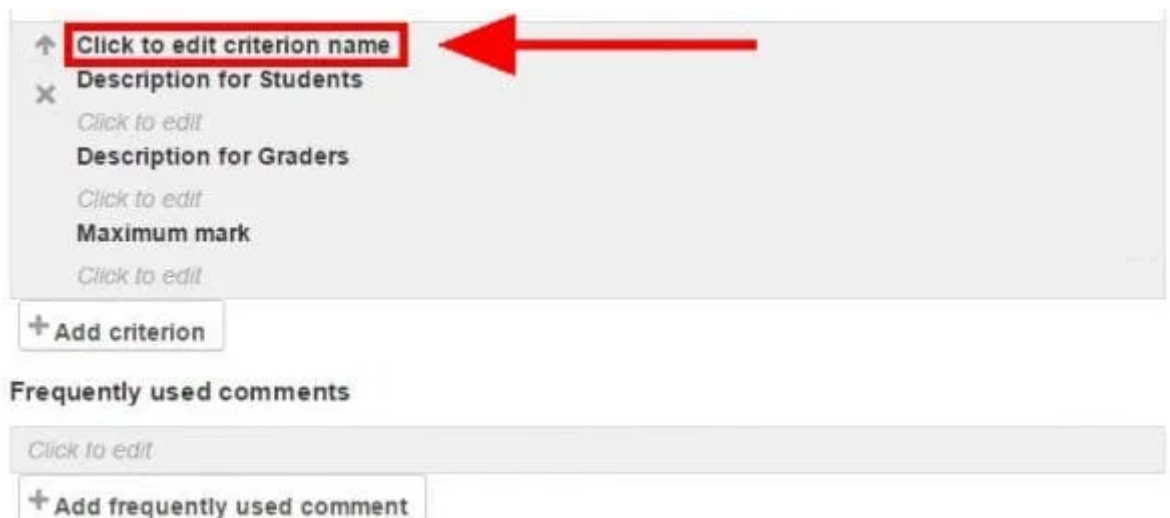 Click to edit criterion name
Description for Students
Click to edit
Description for Graders
Click to edit
Maximum mark
Click to edit
+ Add criterion
Frequently used comments
Click to edit
+ Add frequently used comment